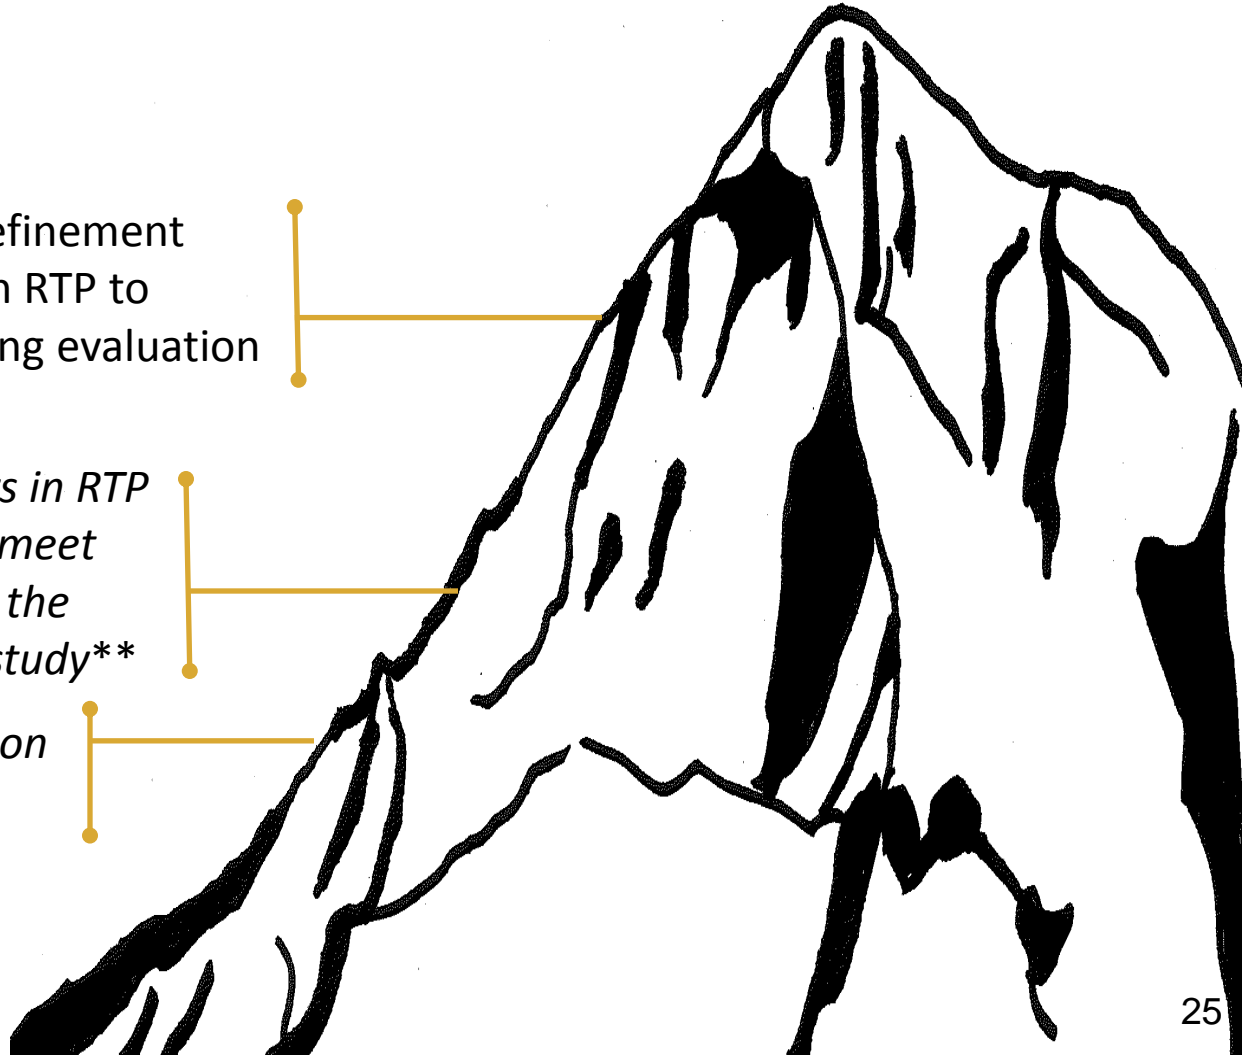 efinement
n RTP to
ng evaluation
s in RTP
meet
the
study**
on
25